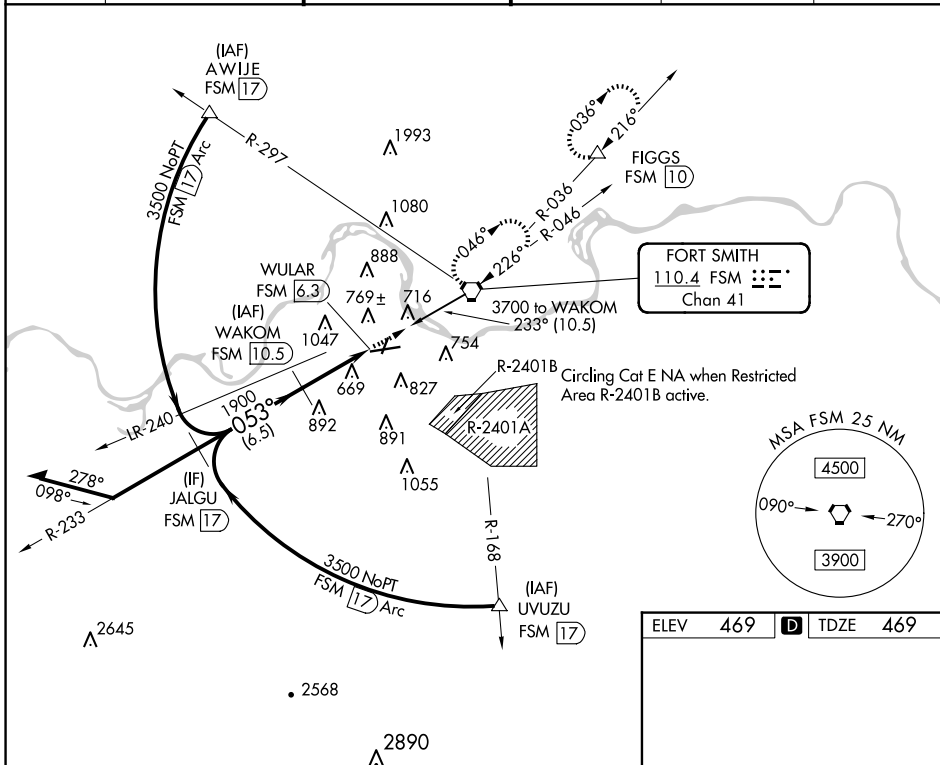 (IAF)
AWIJE
FSM 17
R-297
3500 NoPT
FSM 17 Arc
1993
1080
888
769±
716
WULAR
FSM 6.3
(IAF)
WAKOM
FSM 10.5
1047
036°
216°
FIGGS
FSM 10
R-036
R-046
046°
226°
FORT SMITH
110.4 FSM
Chan 41
3700 to WAKOM
233° (10.5)
754
669
827
892
891
1055
R-2401B
R-2401A
Circling Cat E NA when Restricted
Area R-2401B active.
LR-240
1900
053°
(6.5)
278°
098°
R-233
(IF)
JALGU
FSM 17
R-168
3500 NoPT
FSM 17 Arc
(IAF)
UVUZU
FSM 17
MSA FSM 25 NM
4500
090°
270°
3900
2645
2568
2890
ELEV 469 D TDZE 469